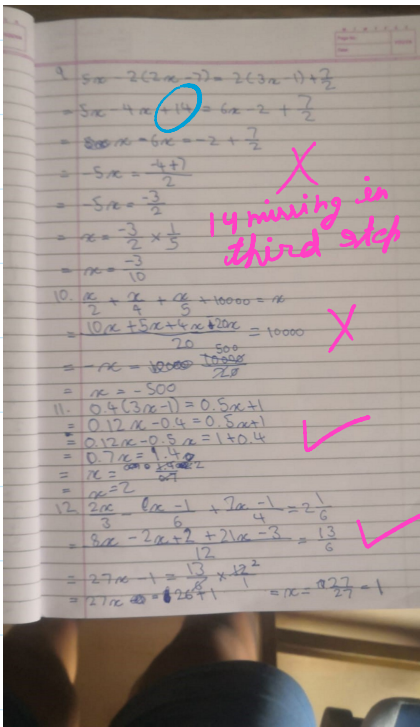 9. 5x - 2(2x - 7) = 2(3x - 1) + 7/2
= 5x - 4x + 14 = 6x - 2 + 7/2
= x - 6x = -2 + 7/2
= -5x = -4+7/2
= -5x = -3/2
= x = -3/2 × 1/5
= x = -3/10
X
14 missing in
third step
10. x/2 + x/4 + x/5 + 10000 = x
= 10x + 5x + 4x - 20x / 20 = 10000
X
= -x = 10000/20 500
= x = -500
11. 0.4(3x-1) = 0.5x+1
= 0.12x - 0.4 = 0.5x+1
= 0.12x - 0.5x = 1+0.4
= 0.7x = 1.4
= x =
= x = 2
12. 2x/3 - 2x-1/6 + 7x-1/4 = 2 1/6
= 8x - 2x + 2 + 21x - 3 / 12 = 13/6
= 27x - 1 = 13/6 × 12/1 2
= 27x = 26+1 = x = 27/27 = 1